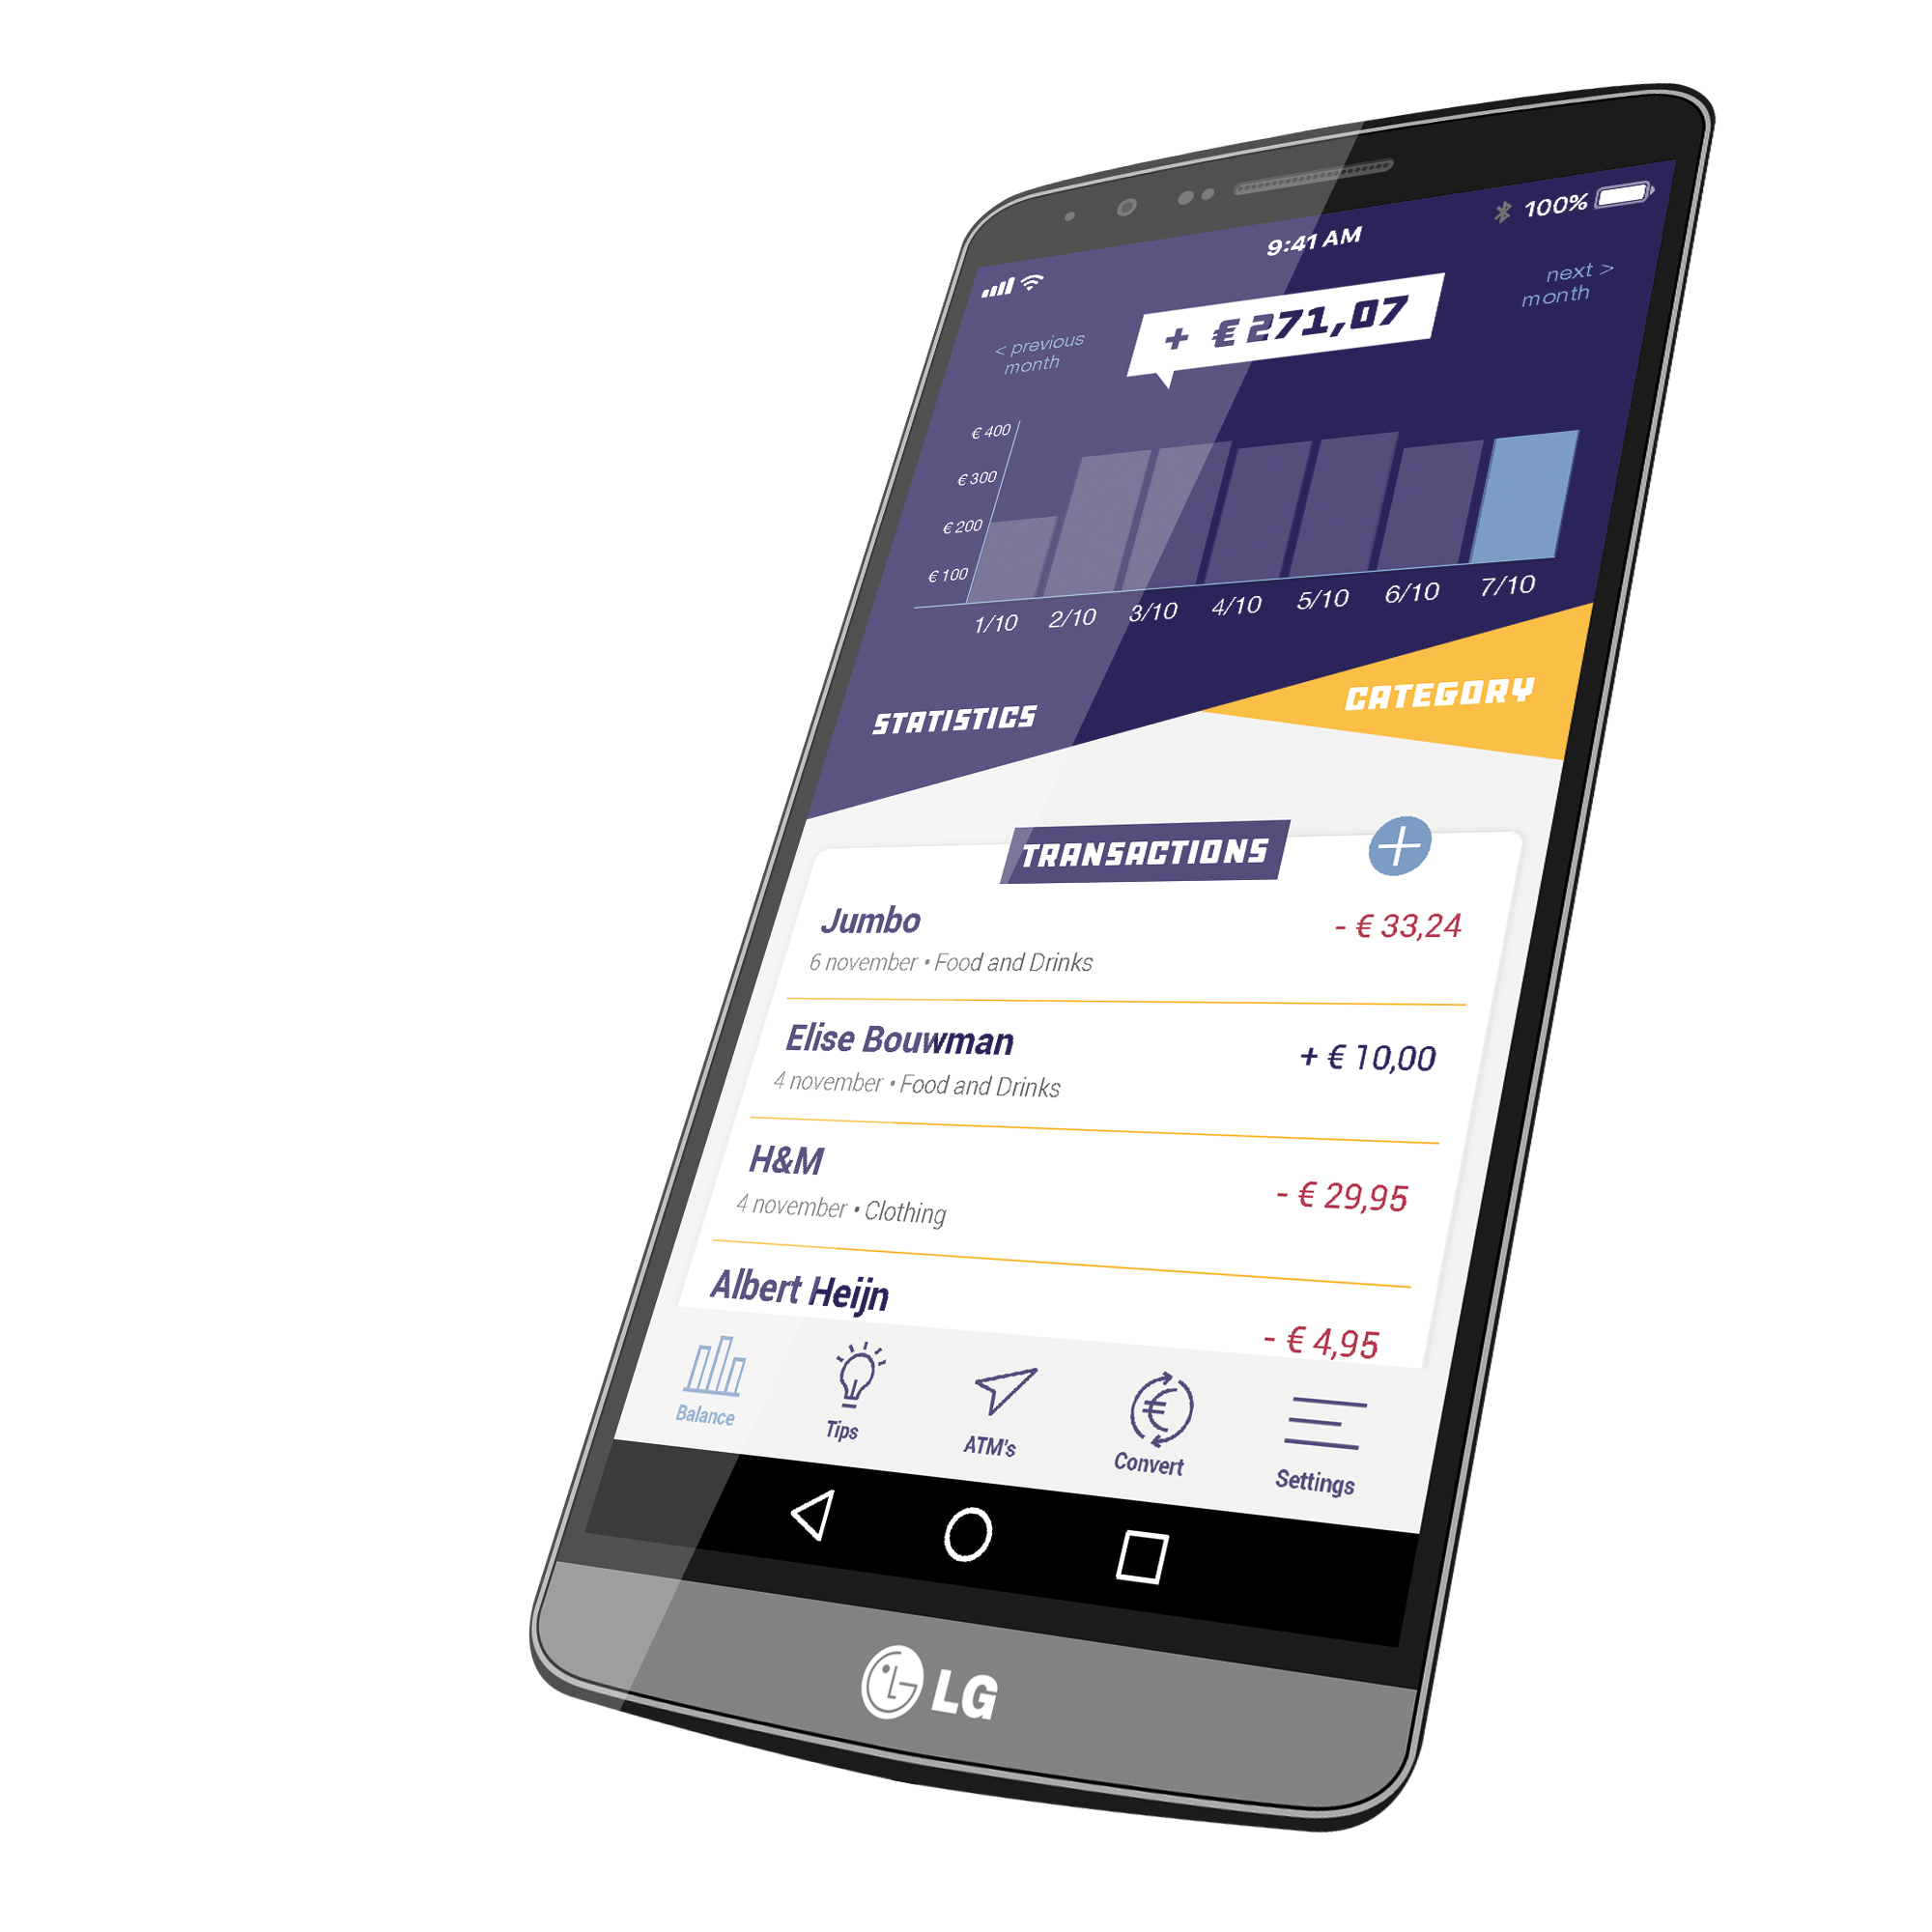 9:41 AM
100%
< previous
month
+ € 271,07
next >
month
€ 400
€ 300
€ 200
€ 100
1/10 2/10 3/10 4/10 5/10 6/10 7/10
STATISTICS
CATEGORY
TRANSACTIONS
Jumbo
- € 33,24
6 november • Food and Drinks
Elise Bouwman
+ € 10,00
4 november • Food and Drinks
H&M
- € 29,95
4 november • Clothing
Albert Heijn
- € 4,95
Balance
Tips
ATM's
Convert
Settings
LG